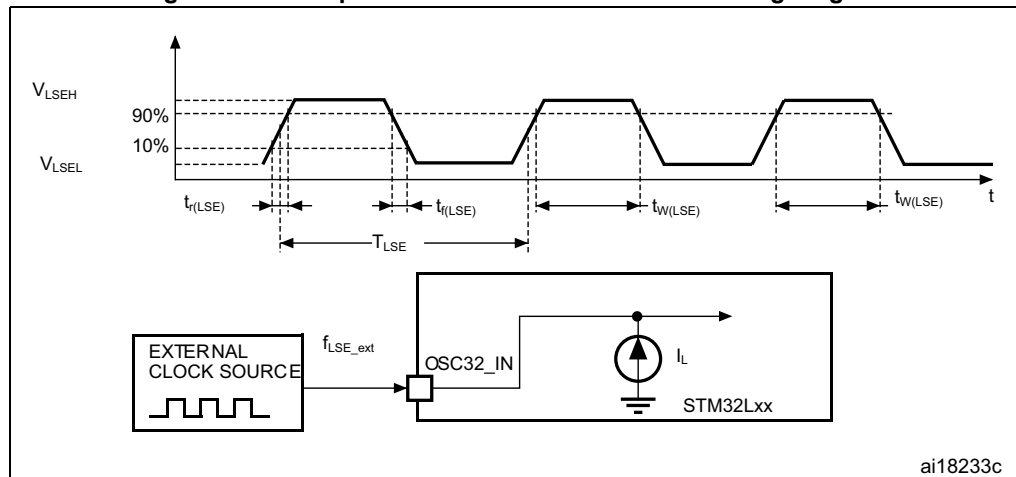 V_LSEH
90%
10%
V_LSEL
t_r(LSE)
t_f(LSE)
t_W(LSE)
t_W(LSE)
t
T_LSE
EXTERNAL
CLOCK SOURCE
f_LSE_ext
OSC32_IN
I_L
STM32Lxx
ai18233c